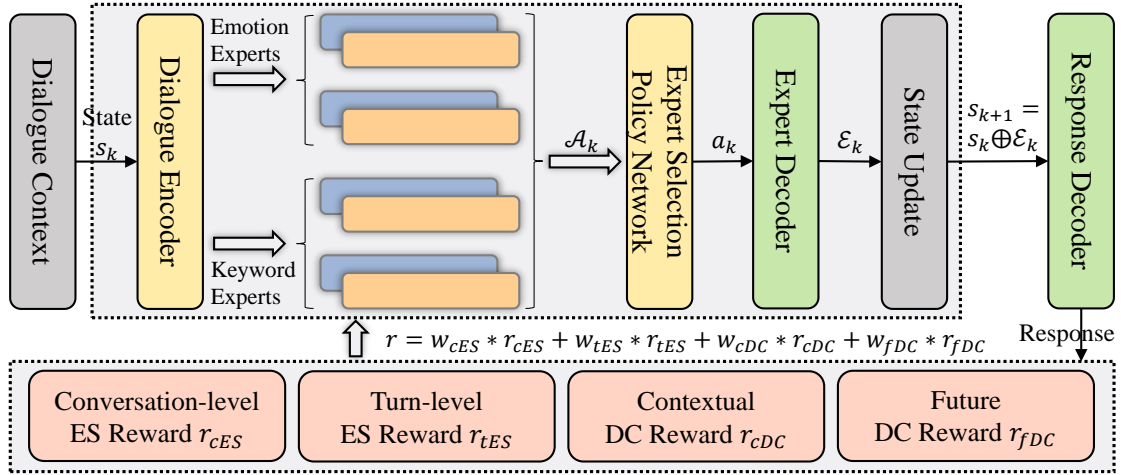 Dialogue Context
State
s_k
Dialogue Encoder
Emotion
Experts
Keyword
Experts
𝒜_k
Expert Selection
Policy Network
a_k
Expert Decoder
ℰ_k
State Update
s_{k+1} =
s_k⊕ℰ_k
Response Decoder
Response
r = w_{cES} * r_{cES} + w_{tES} * r_{tES} + w_{cDC} * r_{cDC} + w_{fDC} * r_{fDC}
Conversation-level
ES Reward r_{cES}
Turn-level
ES Reward r_{tES}
Contextual
DC Reward r_{cDC}
Future
DC Reward r_{fDC}